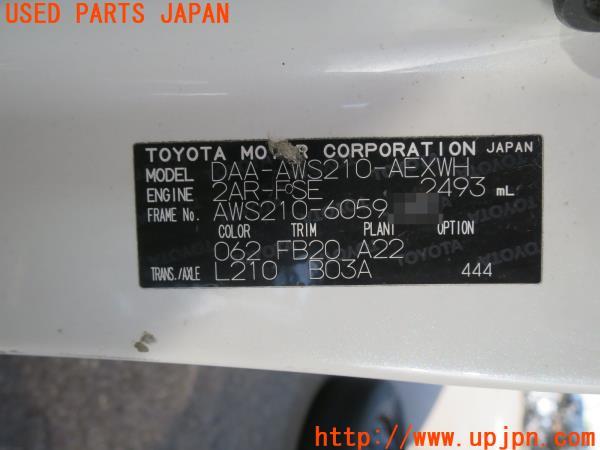 USED PARTS JAPAN
TOYOTA MOTOR CORPORATION JAPAN
MODEL DAA-AWS210-AEXWH
ENGINE 2AR-FSE 2493 mL
FRAME No. AWS210-6059
COLOR TRIM PLANT OPTION
062 FB20 A22
TRANS./AXLE L210 B03A 444
http://www.upjpn.com